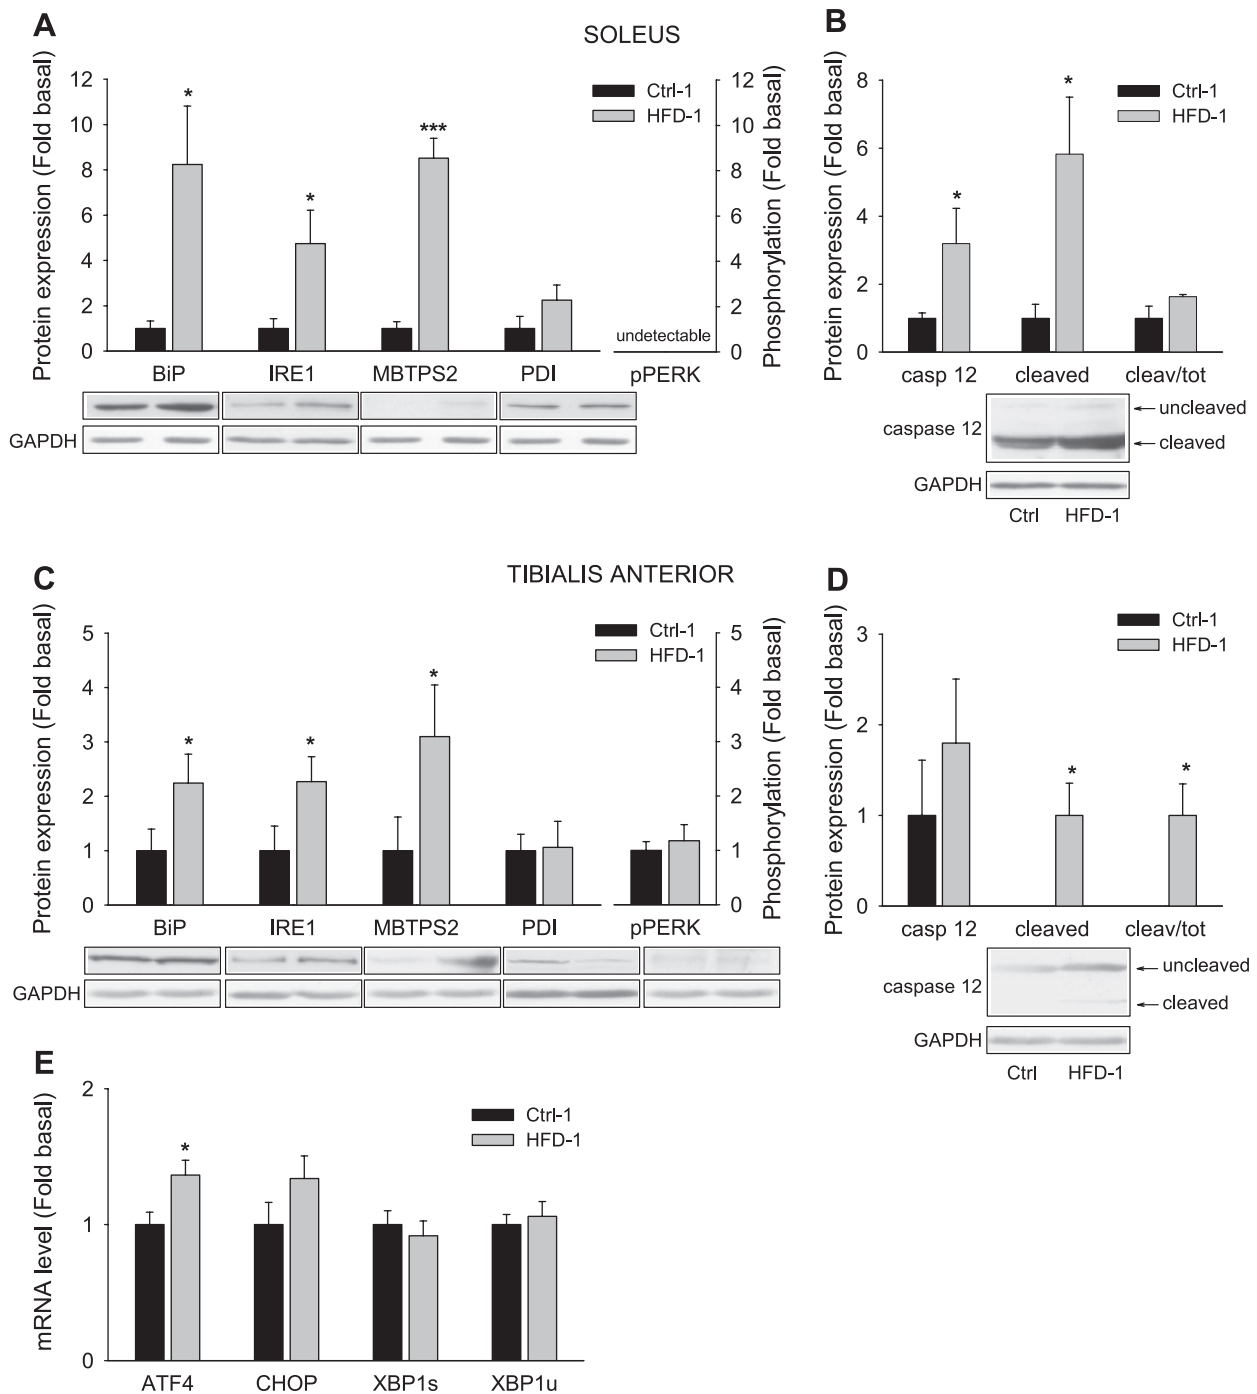 A
SOLEUS
Protein expression (Fold basal)
12
10
8
6
4
2
0
* * *** 
Ctrl-1
HFD-1
undetectable
12
10
8
6
4
2
0
Phosphorylation (Fold basal)
BiP IRE1 MBTPS2 PDI pPERK
GAPDH
B
Protein expression (Fold basal)
8
6
4
2
0
* *
Ctrl-1
HFD-1
casp 12 cleaved cleav/tot
caspase 12
uncleaved
cleaved
GAPDH
Ctrl HFD-1
C
TIBIALIS ANTERIOR
Protein expression (Fold basal)
5
4
3
2
1
0
* * *
Ctrl-1
HFD-1
5
4
3
2
1
0
Phosphorylation (Fold basal)
BiP IRE1 MBTPS2 PDI pPERK
GAPDH
D
Protein expression (Fold basal)
3
2
1
0
* *
Ctrl-1
HFD-1
casp 12 cleaved cleav/tot
caspase 12
uncleaved
cleaved
GAPDH
Ctrl HFD-1
E
mRNA level (Fold basal)
2
1
0
*
Ctrl-1
HFD-1
ATF4 CHOP XBP1s XBP1u